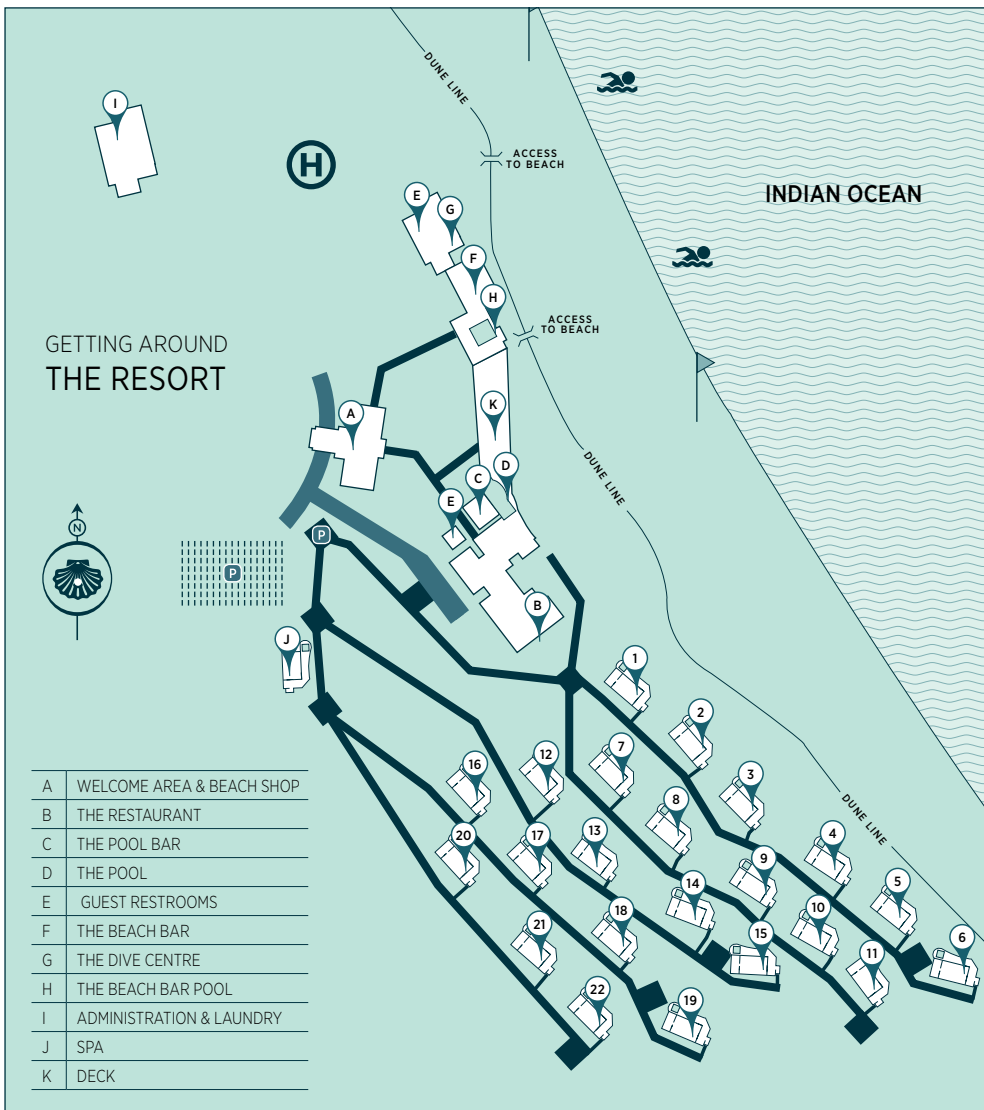 DUNE LINE
I
H
ACCESS
TO BEACH
E
G
INDIAN OCEAN
F
H
ACCESS
TO BEACH
GETTING AROUND
THE RESORT
A
K
DUNE LINE
D
C
E
N
P
P
B
J
1
2
7
12
16
3
8
DUNE LINE
4
20
17
13
9
5
14
10
18
21
15
11
6
22
19
A WELCOME AREA & BEACH SHOP
B THE RESTAURANT
C THE POOL BAR
D THE POOL
E GUEST RESTROOMS
F THE BEACH BAR
G THE DIVE CENTRE
H THE BEACH BAR POOL
I ADMINISTRATION & LAUNDRY
J SPA
K DECK